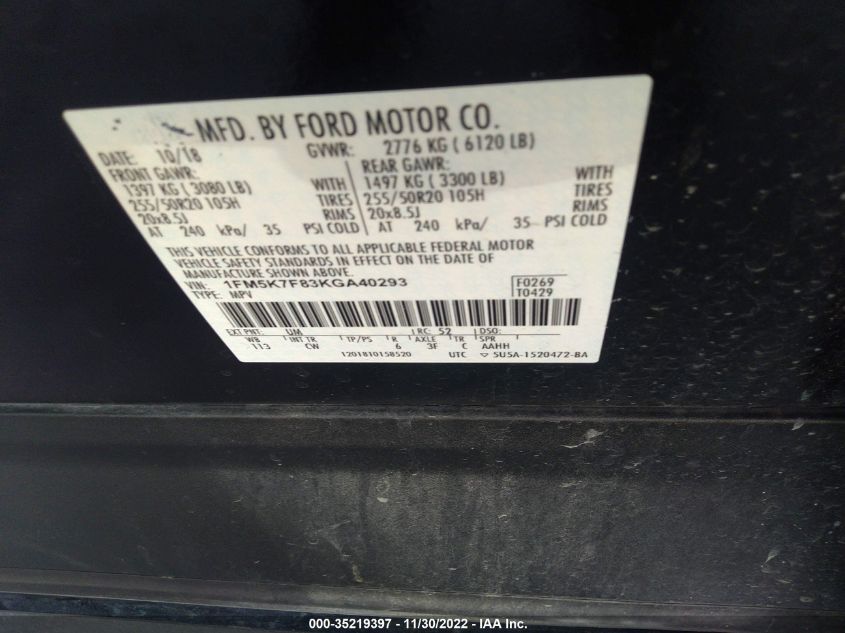 MFD. BY FORD MOTOR CO.
DATE: 10/18 GVWR: 2776 KG ( 6120 LB)
FRONT GAWR: REAR GAWR:
1397 KG ( 3080 LB) WITH 1497 KG ( 3300 LB) WITH
255/50R20 105H TIRES 255/50R20 105H TIRES
20x8.5J RIMS 20x8.5J RIMS
AT 240 kPa/ 35 PSI COLD AT 240 kPa/ 35 PSI COLD
THIS VEHICLE CONFORMS TO ALL APPLICABLE FEDERAL MOTOR
VEHICLE SAFETY STANDARDS IN EFFECT ON THE DATE OF
MANUFACTURE SHOWN ABOVE.
VIN: 1FM5K7F83KGA40293 F0269
TYPE: MPV T0429
EXT PNT: UM RC: 52 DSO:
WB INT TR TP/PS R AXLE TR SPR
113 CW 6 3F C AAHH
1201810158520 UTC ▽ 5U5A-1520472-BA
000-35219397 - 11/30/2022 - IAA Inc.